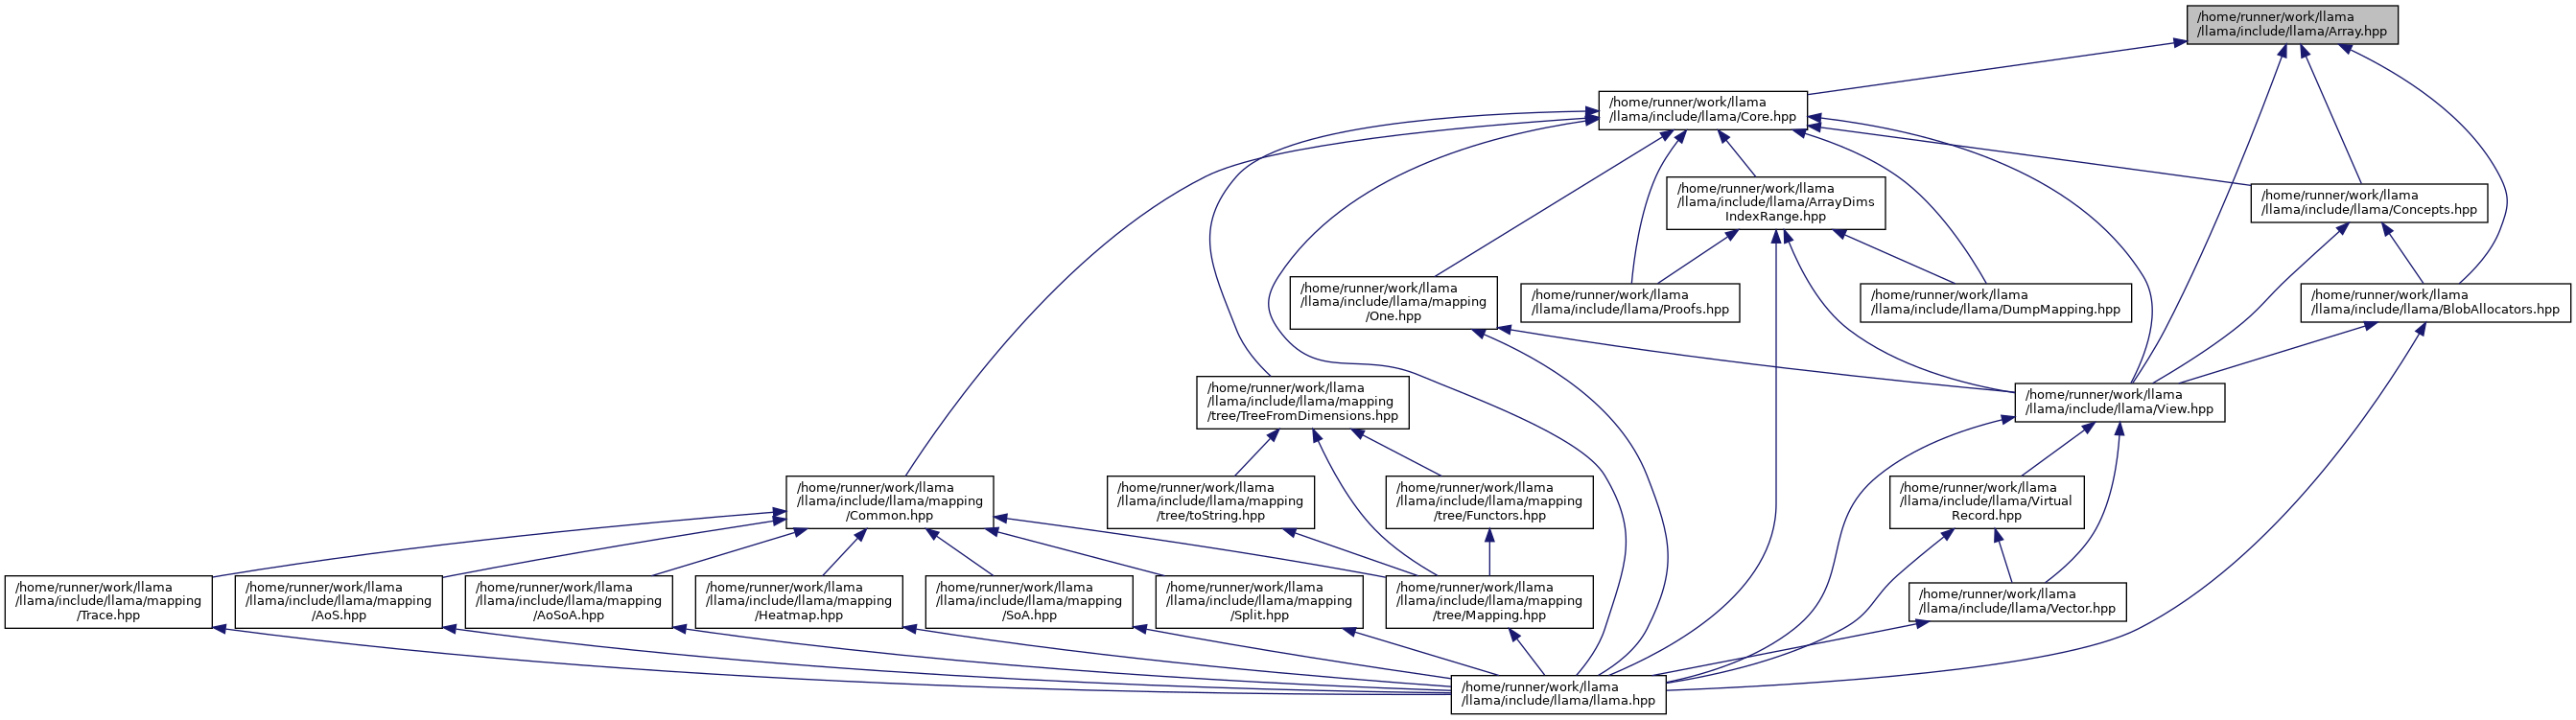 /home/runner/work/llama
/llama/include/llama/Array.hpp
/home/runner/work/llama
/llama/include/llama/Core.hpp
/home/runner/work/llama
/llama/include/llama/ArrayDims
IndexRange.hpp
/home/runner/work/llama
/llama/include/llama/Concepts.hpp
/home/runner/work/llama
/llama/include/llama/mapping
/One.hpp
/home/runner/work/llama
/llama/include/llama/Proofs.hpp
/home/runner/work/llama
/llama/include/llama/DumpMapping.hpp
/home/runner/work/llama
/llama/include/llama/BlobAllocators.hpp
/home/runner/work/llama
/llama/include/llama/mapping
/tree/TreeFromDimensions.hpp
/home/runner/work/llama
/llama/include/llama/View.hpp
/home/runner/work/llama
/llama/include/llama/mapping
/Common.hpp
/home/runner/work/llama
/llama/include/llama/mapping
/tree/toString.hpp
/home/runner/work/llama
/llama/include/llama/mapping
/tree/Functors.hpp
/home/runner/work/llama
/llama/include/llama/Virtual
Record.hpp
/home/runner/work/llama
/llama/include/llama/mapping
/Trace.hpp
/home/runner/work/llama
/llama/include/llama/mapping
/AoS.hpp
/home/runner/work/llama
/llama/include/llama/mapping
/AoSoA.hpp
/home/runner/work/llama
/llama/include/llama/mapping
/Heatmap.hpp
/home/runner/work/llama
/llama/include/llama/mapping
/SoA.hpp
/home/runner/work/llama
/llama/include/llama/mapping
/Split.hpp
/home/runner/work/llama
/llama/include/llama/mapping
/tree/Mapping.hpp
/home/runner/work/llama
/llama/include/llama/Vector.hpp
/home/runner/work/llama
/llama/include/llama/llama.hpp